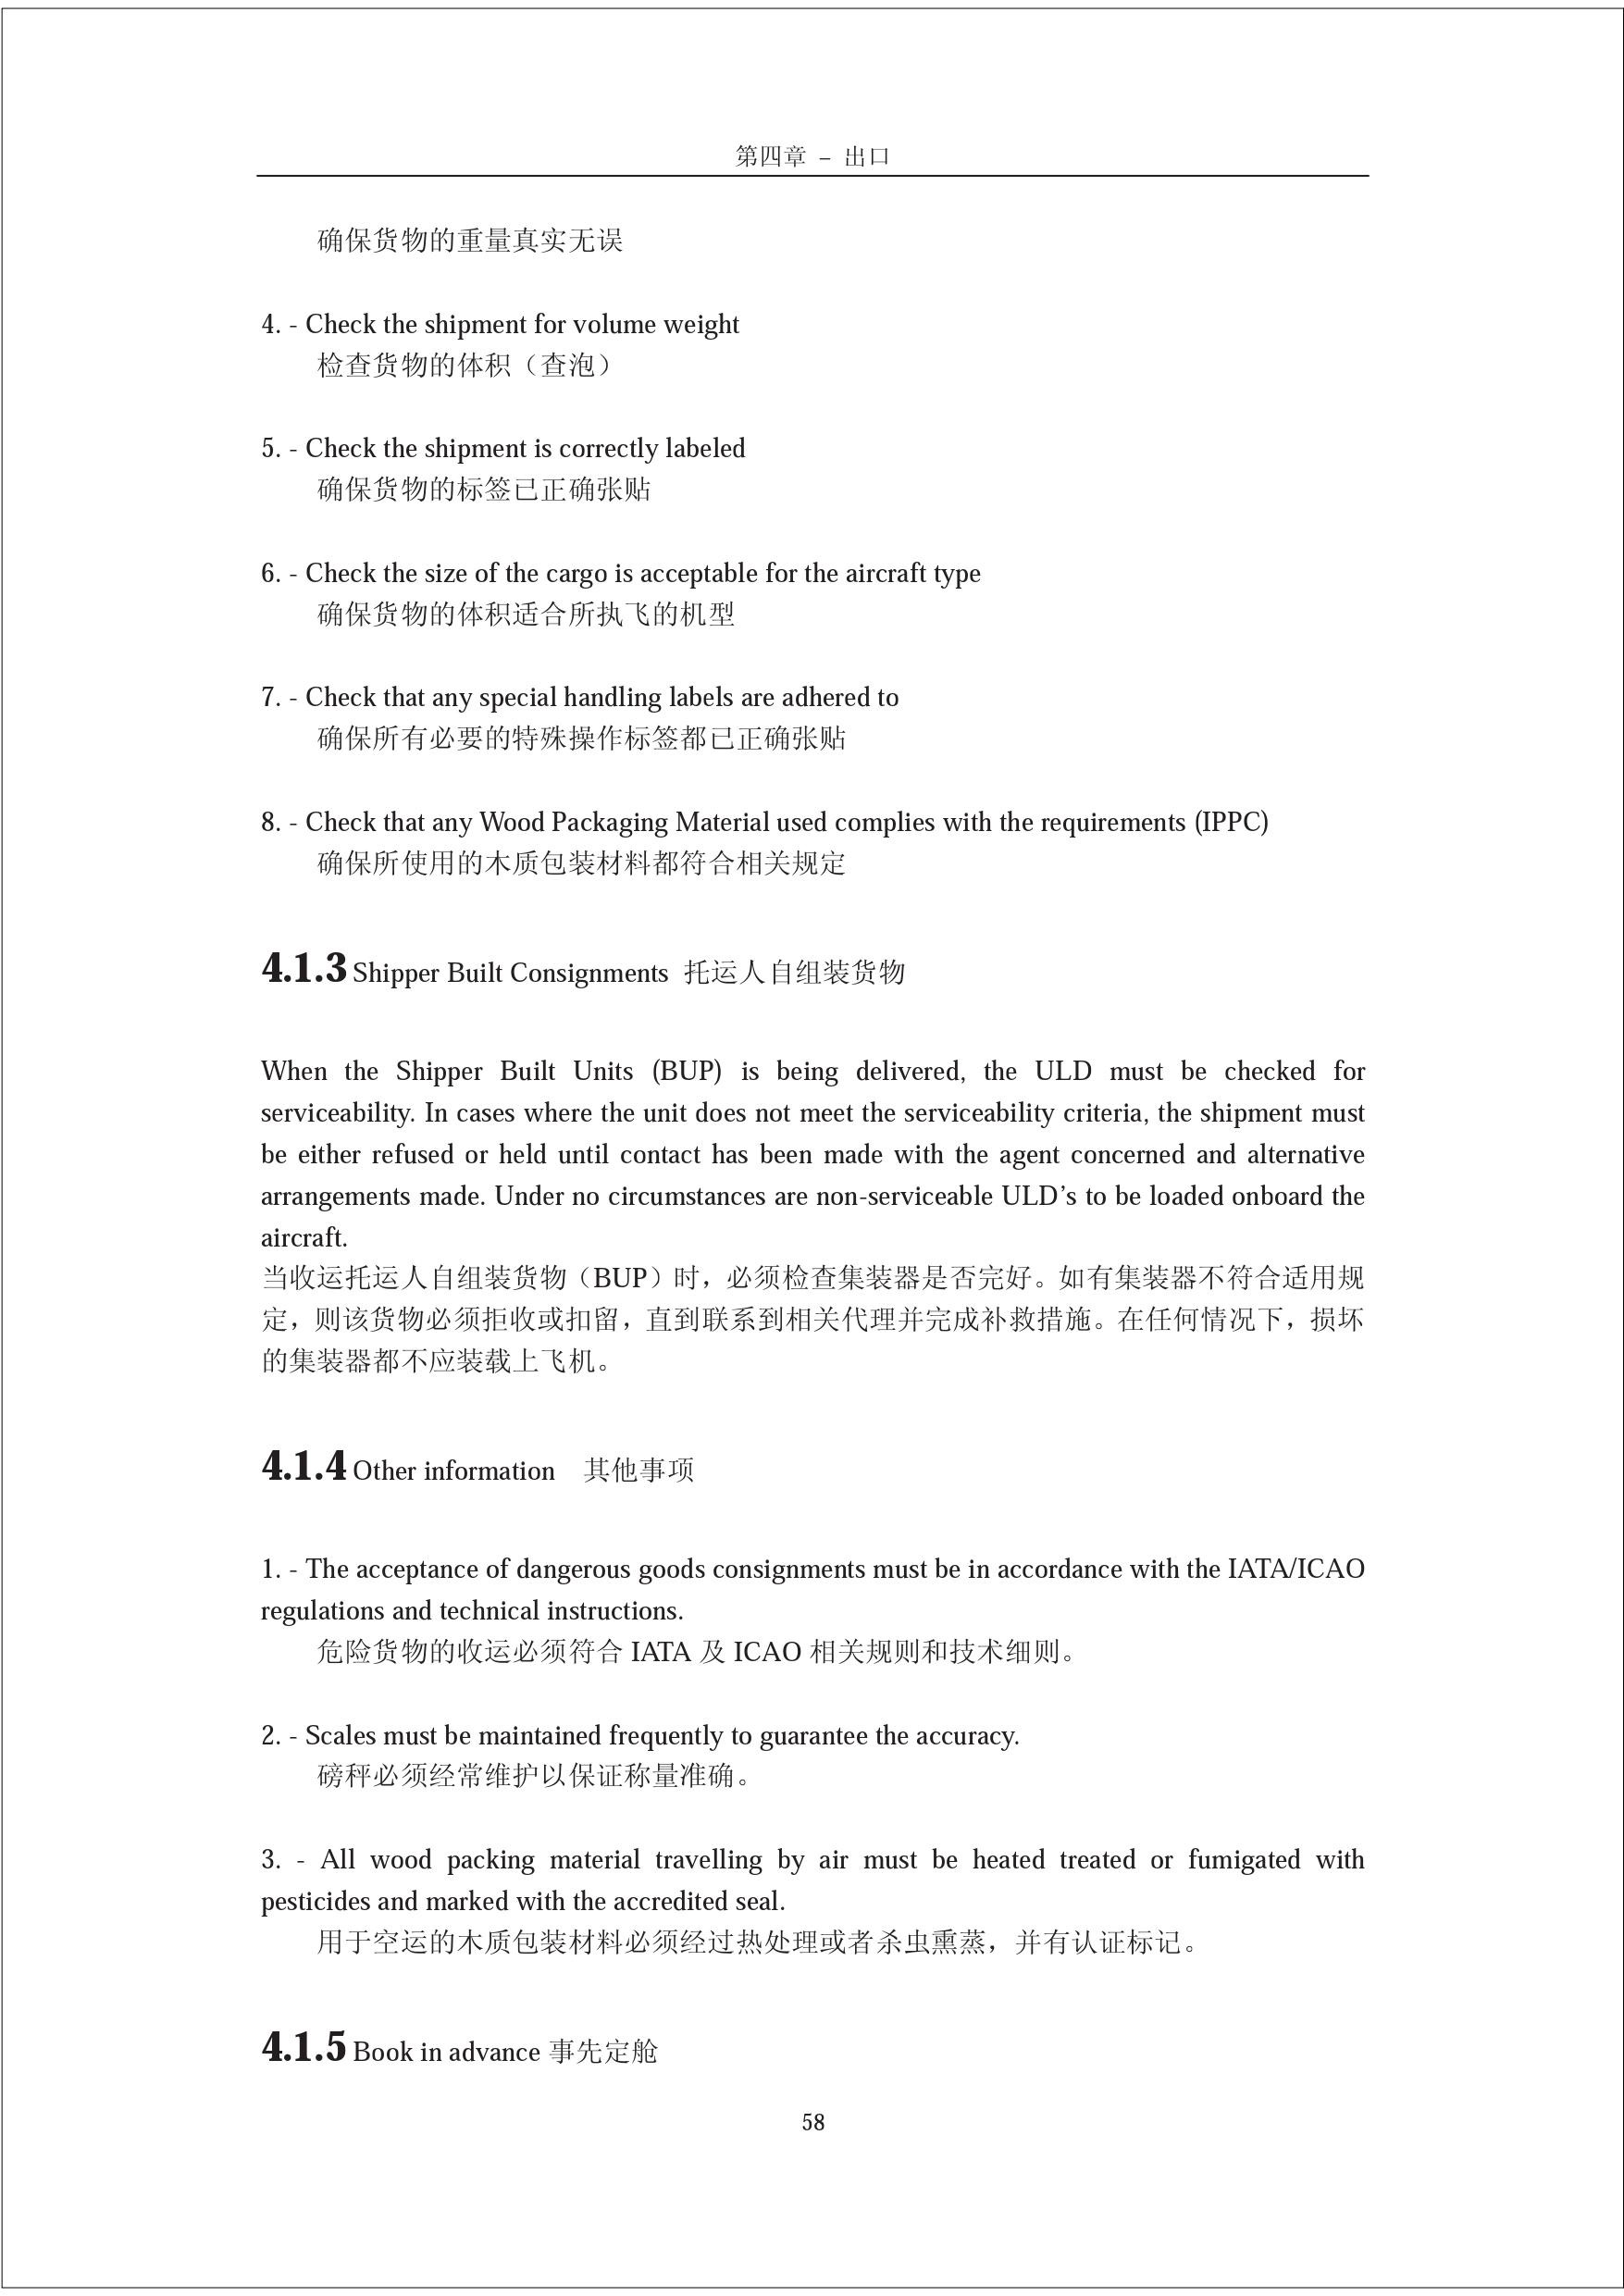 第四章 – 出口
确保货物的重量真实无误
4. - Check the shipment for volume weight
检查货物的体积（查泡）
5. - Check the shipment is correctly labeled
确保货物的标签已正确张贴
6. - Check the size of the cargo is acceptable for the aircraft type
确保货物的体积适合所执飞的机型
7. - Check that any special handling labels are adhered to
确保所有必要的特殊操作标签都已正确张贴
8. - Check that any Wood Packaging Material used complies with the requirements (IPPC)
确保所使用的木质包装材料都符合相关规定
4.1.3 Shipper Built Consignments 托运人自组装货物
When the Shipper Built Units (BUP) is being delivered, the ULD must be checked for
serviceability. In cases where the unit does not meet the serviceability criteria, the shipment must
be either refused or held until contact has been made with the agent concerned and alternative
arrangements made. Under no circumstances are non-serviceable ULD’s to be loaded onboard the
aircraft.
当收运托运人自组装货物（BUP）时，必须检查集装器是否完好。如有集装器不符合适用规
定，则该货物必须拒收或扣留，直到联系到相关代理并完成补救措施。在任何情况下，损坏
的集装器都不应装载上飞机。
4.1.4 Other information 其他事项
1. - The acceptance of dangerous goods consignments must be in accordance with the IATA/ICAO
regulations and technical instructions.
危险货物的收运必须符合 IATA 及 ICAO 相关规则和技术细则。
2. - Scales must be maintained frequently to guarantee the accuracy.
磅秤必须经常维护以保证称量准确。
3. - All wood packing material travelling by air must be heated treated or fumigated with
pesticides and marked with the accredited seal.
用于空运的木质包装材料必须经过热处理或者杀虫熏蒸，并有认证标记。
4.1.5 Book in advance 事先定舱
58